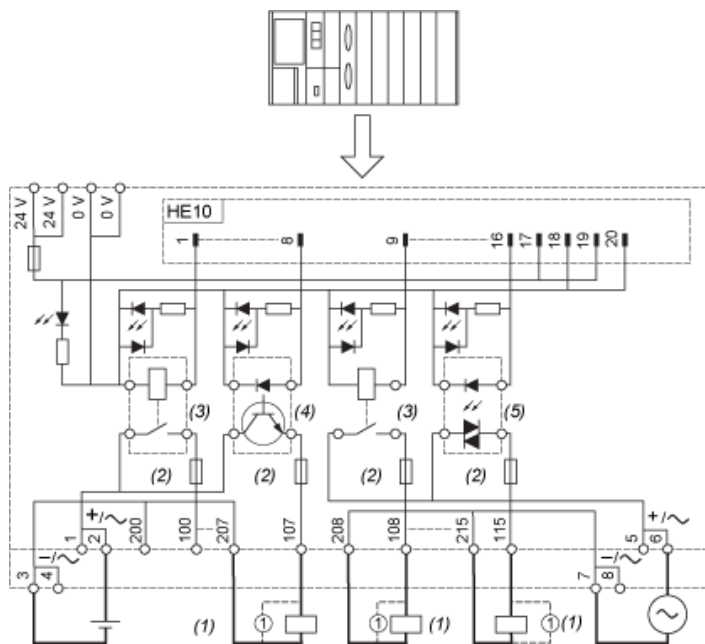 24 V 24 V 0 V 0 V
HE10
1 8 9 16 17 18 19 20
(3) (4) (3) (5)
(2) (2) (2) (2)
1 +/~ 2 200 100 207 107 208 108 215 115 5 +/~ 6
3 –/~ 4 7 –/~ 8
(1) 1 1 (1) 1 (1)